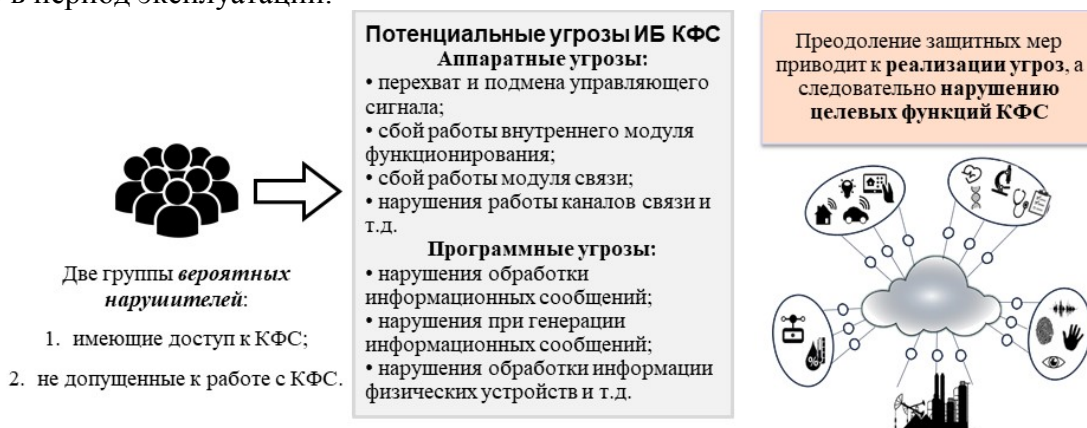 в период эксплуатации.
Потенциальные угрозы ИБ КФС
Аппаратные угрозы:
• перехват и подмена управляющего
сигнала;
• сбой работы внутреннего модуля
функционирования;
• сбой работы модуля связи;
• нарушения работы каналов связи и
т.д.
Программные угрозы:
• нарушения обработки
информационных сообщений;
• нарушения при генерации
информационных сообщений;
• нарушения обработки информации
физических устройств и т.д.
Две группы вероятных
нарушителей:
1. имеющие доступ к КФС;
2. не допущенные к работе с КФС.
Преодоление защитных мер
приводит к реализации угроз, а
следовательно нарушению
целевых функций КФС